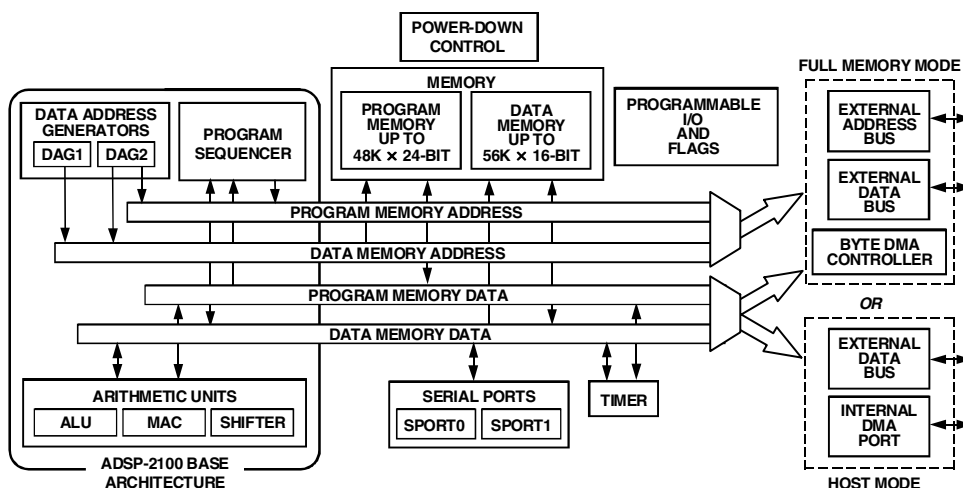 POWER-DOWN
CONTROL
DATA ADDRESS
GENERATORS
DAG1
DAG2
PROGRAM
SEQUENCER
MEMORY
PROGRAM
MEMORY
UP TO
48K × 24-BIT
DATA
MEMORY
UP TO
56K × 16-BIT
PROGRAMMABLE
I/O
AND
FLAGS
FULL MEMORY MODE
EXTERNAL
ADDRESS
BUS
EXTERNAL
DATA
BUS
BYTE DMA
CONTROLLER
OR
EXTERNAL
DATA
BUS
INTERNAL
DMA
PORT
HOST MODE
PROGRAM MEMORY ADDRESS
DATA MEMORY ADDRESS
PROGRAM MEMORY DATA
DATA MEMORY DATA
ARITHMETIC UNITS
ALU
MAC
SHIFTER
SERIAL PORTS
SPORT0
SPORT1
TIMER
ADSP-2100 BASE
ARCHITECTURE